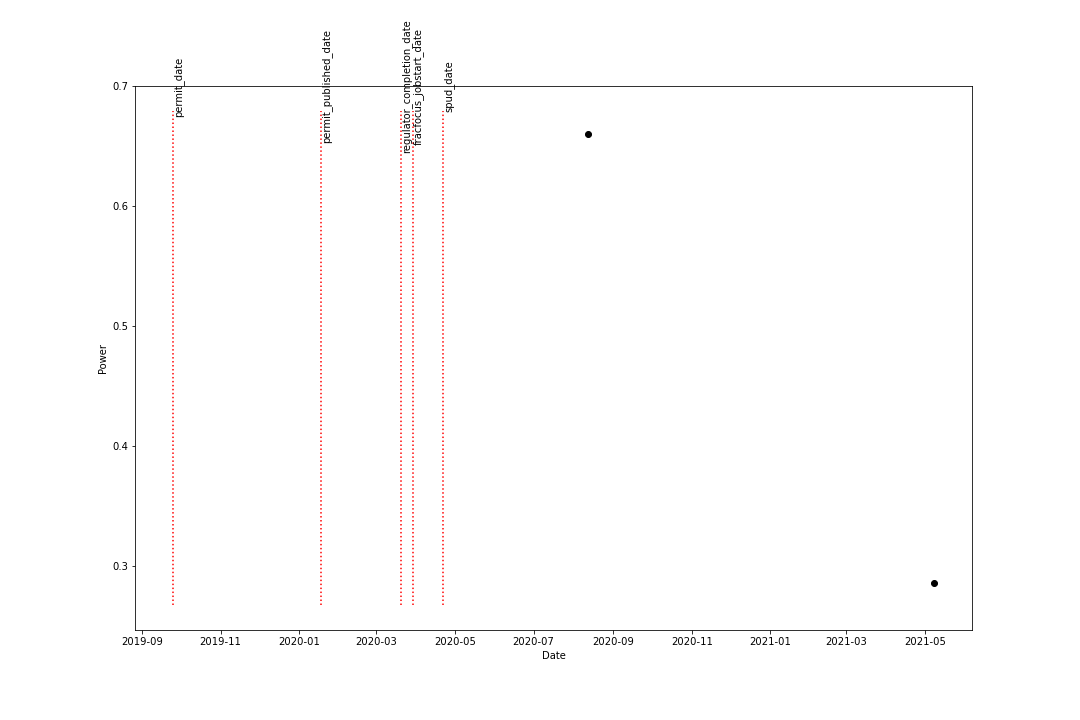 permit_date
permit_published_date
regulator_completion_date
fracfocus_jobstart_date
spud_date
0.7
0.6
0.5
0.4
0.3
Power
2019-09 2019-11 2020-01 2020-03 2020-05 2020-07 2020-09 2020-11 2021-01 2021-03 2021-05
Date